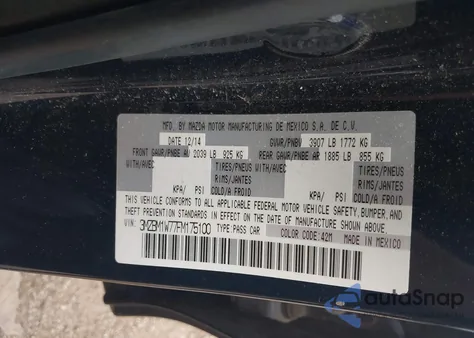 MFD. BY MAZDA MOTOR MANUFACTURING DE MEXICO S.A. DE C.V.
DATE 12/14 GVWR/PNBV 3907 LB 1772 KG
FRONT GAWR/PNBE AV 2039 LB 925 KG REAR GAWR/PNBE AR 1885 LB 855 KG
WITH/AVEC TIRES/PNEUS WITH/AVEC TIRES/PNEUS
RIMS/JANTES RIMS/JANTES
KPA/ PSI COLD/A FROID KPA/ PSI COLD/A FROID
THIS VEHICLE CONFORMS TO ALL APPLICABLE FEDERAL MOTOR VEHICLE SAFETY, BUMPER, AND
THEFT PREVENTION STANDARDS IN EFFECT ON THE DATE OF MANUFACTURE SHOWN ABOVE.
VIN: 3MZBM1W77FM175100 TYPE PASS CAR COLOR CODE: 42M MADE IN MEXICO
autoSnap